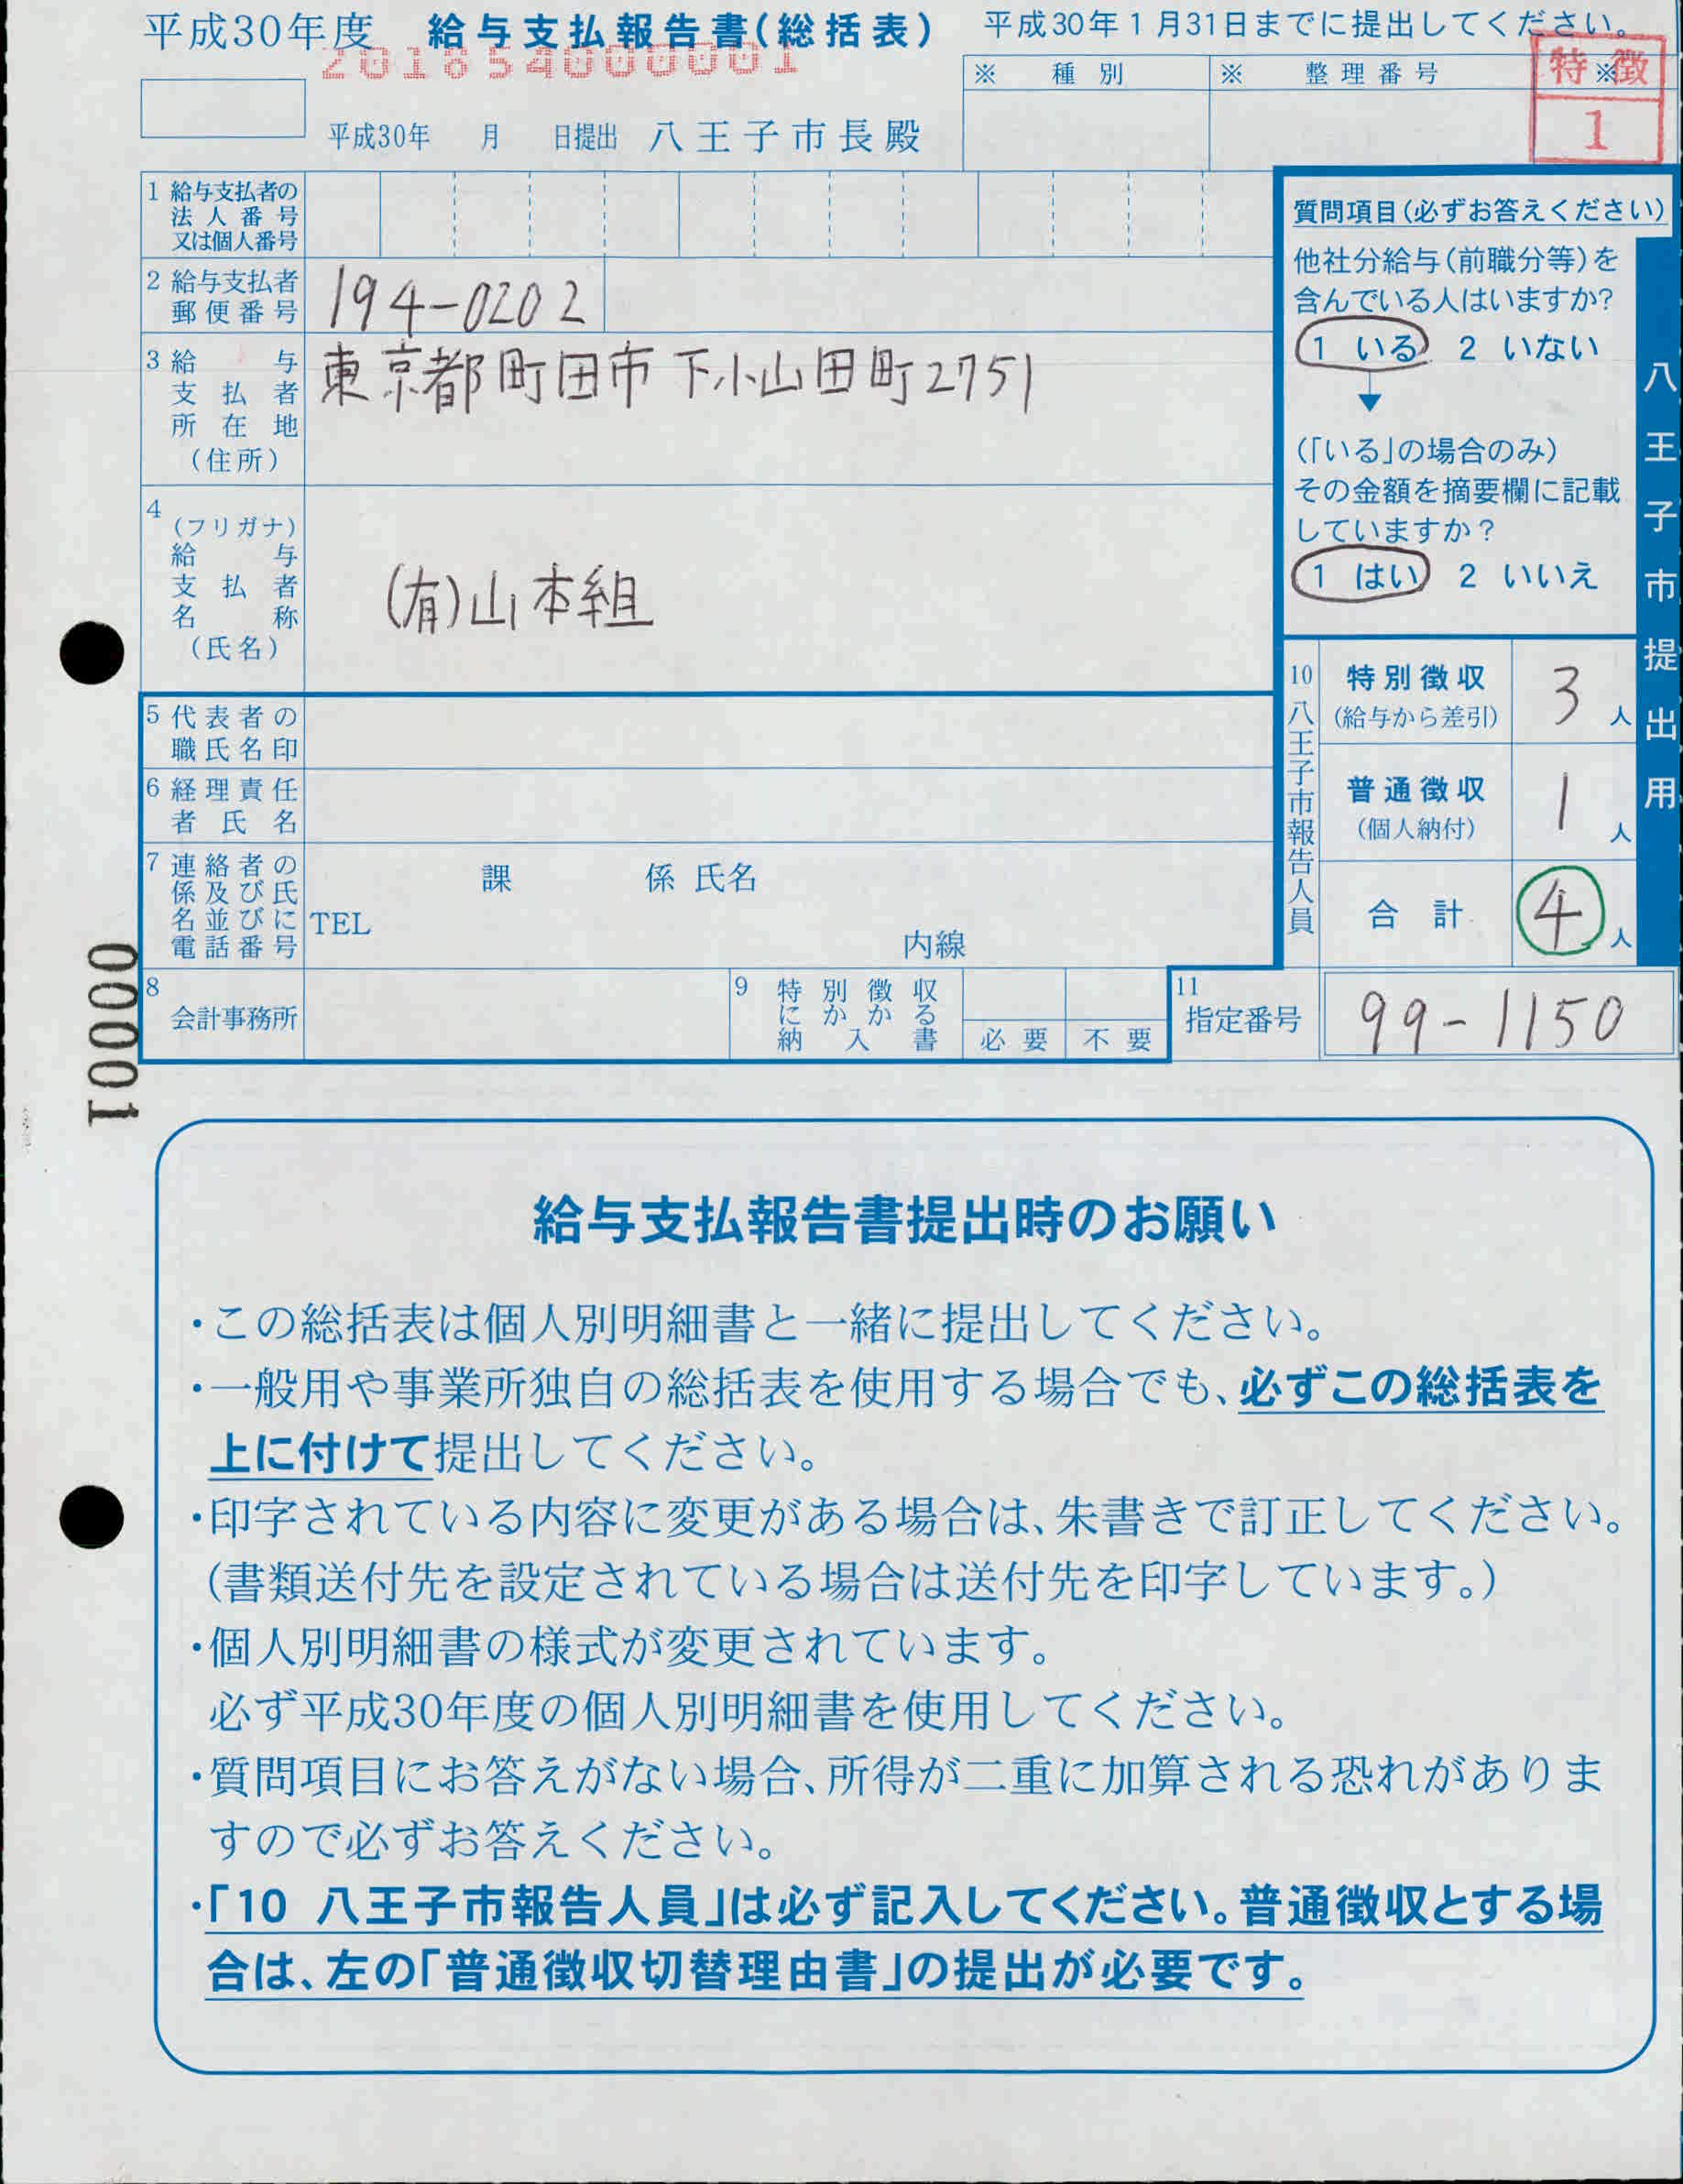 平成30年度 給与支払報告書(総括表) 平成30年1月31日までに提出してください。
201854000001
※ 種別 ※ 整理番号 ※
特徴
1
平成30年 月 日提出 八王子市長殿
1 給与支払者の
法人番号
又は個人番号
2 給与支払者
郵便番号
194-0202
3 給与
支払者
所在地
(住所)
東京都町田市下小山田町2751
4
(フリガナ)
給与
支払者
名称
(氏名)
(有)山本組
5 代表者の
職氏名印
6 経理責任
者氏名
7 連絡者の
係及び氏
名並びに
電話番号
課 係 氏名
TEL
内線
8
会計事務所
9 特別徴収
にかかる
納入書
必要 不要
質問項目(必ずお答えください)
他社分給与(前職分等)を
含んでいる人はいますか?
1 いる 2 いない
(「いる」の場合のみ)
その金額を摘要欄に記載
していますか?
1 はい 2 いいえ
八王子市提出用
10 八王子市報告人員
特別徴収
(給与から差引)
3人
普通徴収
(個人納付)
1人
合計
4人
11
指定番号
99-1150
00001
給与支払報告書提出時のお願い
・この総括表は個人別明細書と一緒に提出してください。
・一般用や事業所独自の総括表を使用する場合でも、必ずこの総括表を
上に付けて提出してください。
・印字されている内容に変更がある場合は、朱書きで訂正してください。
(書類送付先を設定されている場合は送付先を印字しています。)
・個人別明細書の様式が変更されています。
必ず平成30年度の個人別明細書を使用してください。
・質問項目にお答えがない場合、所得が二重に加算される恐れがありま
すので必ずお答えください。
・「10 八王子市報告人員」は必ず記入してください。普通徴収とする場
合は、左の「普通徴収切替理由書」の提出が必要です。